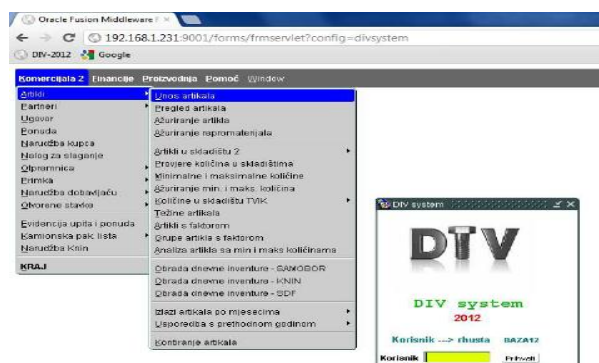 Oracle Fusion Middleware F
192.168.1.231:9001/forms/frmservlet?config=divsystem
DIV-2012 Google
Komercijala 2 Financije Proizvodnja Pomoć Window
Artikli
Partneri
Ugovor
Ponuda
Narudžba kupca
Nalog za slaganje
Otpremnica
Primka
Narudžba dobavljaču
Otvorene stavke
Evidencija upita i ponuda
Kamionska pak. lista
Narudžba Knin
KRAJ
Unos artikala
Pregled artikala
Ažuriranje artikla
Ažuriranje repromaterijala
Artikli u skladištu 2
Provjere količina u skladištima
Minimalne i maksimalne količine
Ažuriranje min. i maks. količina
Količine u skladištu TVIK
Težine artikala
Artikli s faktorom
Grupe artikla s faktorom
Analiza artikla sa min i maks količinama
Obrada dnevne inventure - SAMOBOR
Obrada dnevne inventure - KNIN
Obrada dnevne inventure - BDF
Izlazi artikala po mjesecima
Usporedba s prethodnom godinom
Kontiranje artikala
DIV system
DIV
DIV system
2012
Korisnik ---> rhusta BAZA12
Korisnik Prihvati